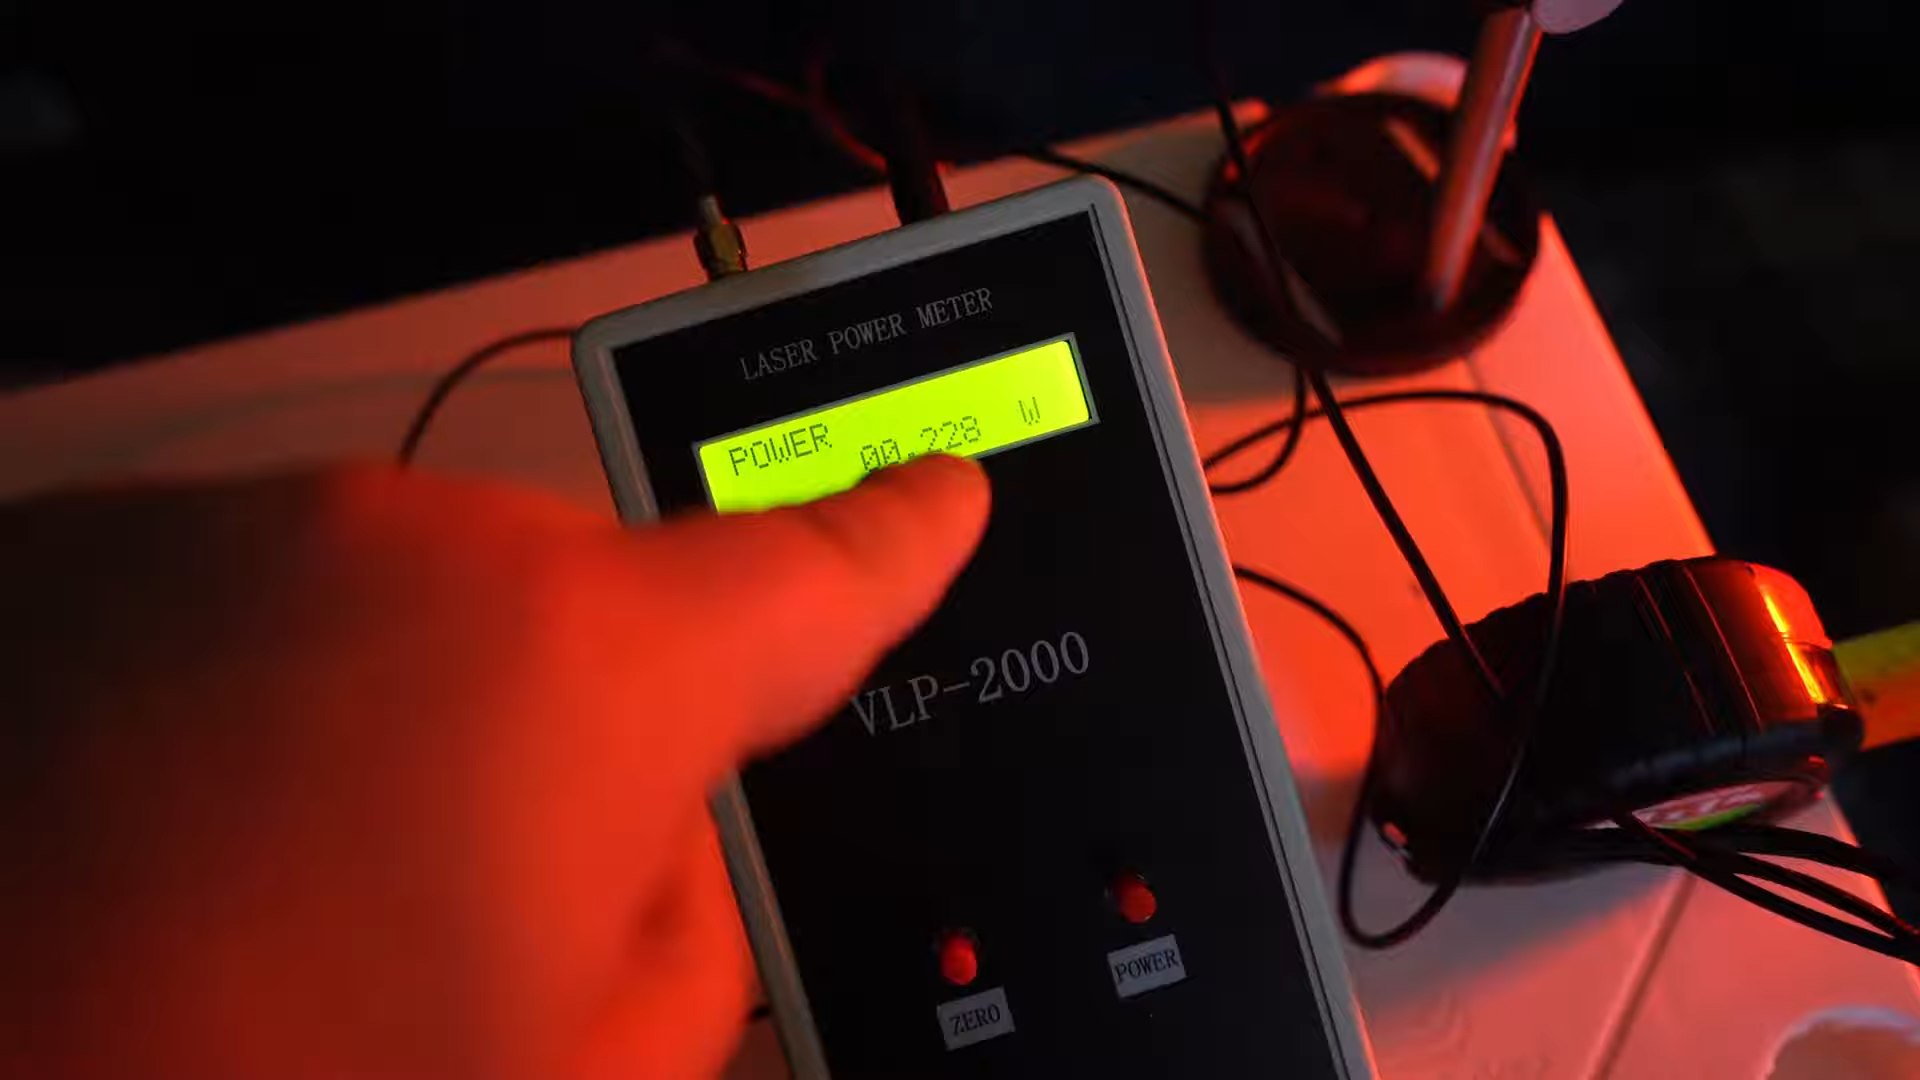 LASER POWER METER
POWER 00.228 W
VLP-2000
POWER
ZERO